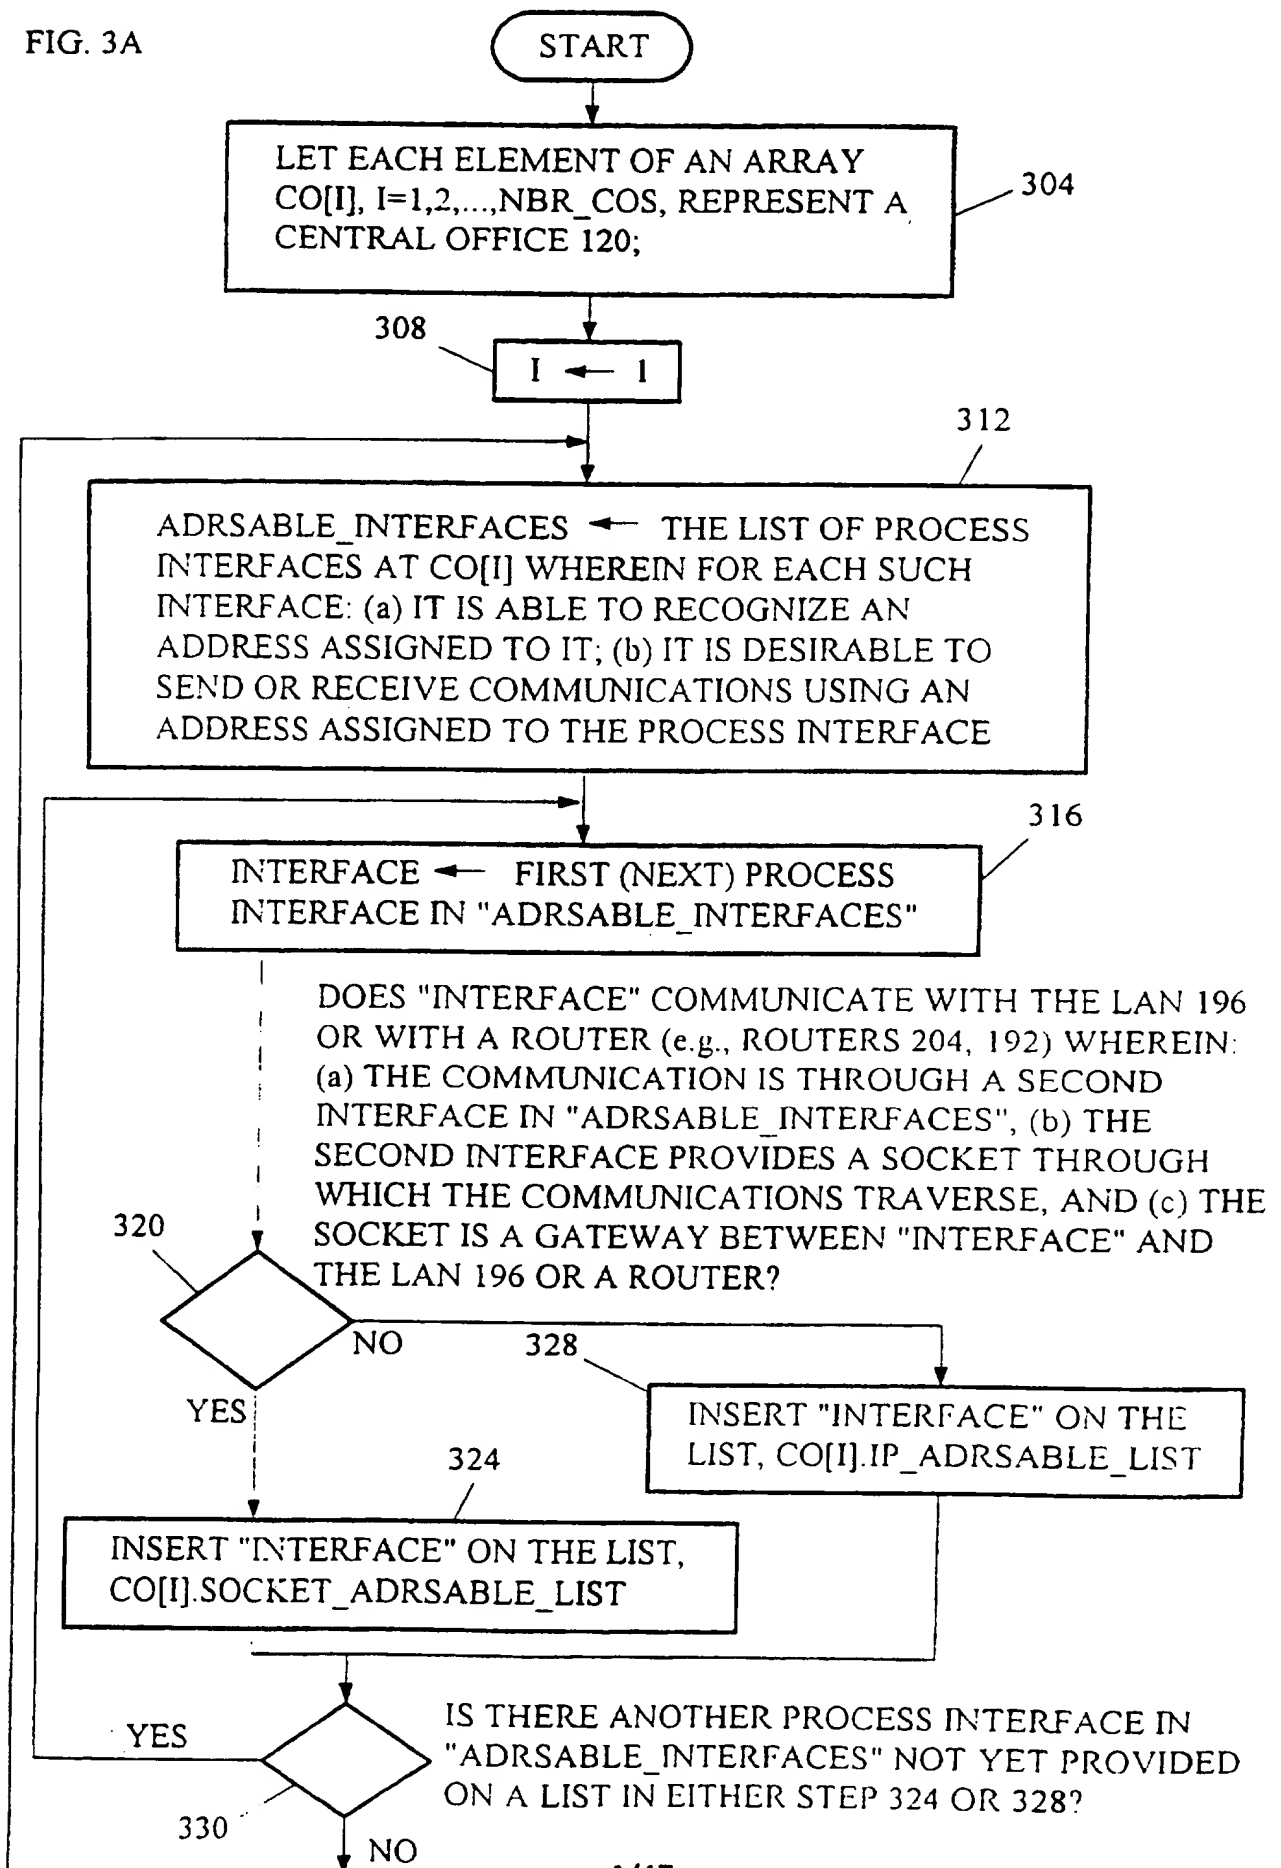 FIG. 3A
START
LET EACH ELEMENT OF AN ARRAY
CO[I], I=1,2,...,NBR_COS, REPRESENT A
CENTRAL OFFICE 120;
304
308
I ← 1
312
ADRSABLE_INTERFACES ← THE LIST OF PROCESS
INTERFACES AT CO[I] WHEREIN FOR EACH SUCH
INTERFACE: (a) IT IS ABLE TO RECOGNIZE AN
ADDRESS ASSIGNED TO IT; (b) IT IS DESIRABLE TO
SEND OR RECEIVE COMMUNICATIONS USING AN
ADDRESS ASSIGNED TO THE PROCESS INTERFACE
316
INTERFACE ← FIRST (NEXT) PROCESS
INTERFACE IN "ADRSABLE_INTERFACES"
DOES "INTERFACE" COMMUNICATE WITH THE LAN 196
OR WITH A ROUTER (e.g., ROUTERS 204, 192) WHEREIN:
(a) THE COMMUNICATION IS THROUGH A SECOND
INTERFACE IN "ADRSABLE_INTERFACES", (b) THE
SECOND INTERFACE PROVIDES A SOCKET THROUGH
WHICH THE COMMUNICATIONS TRAVERSE, AND (c) THE
SOCKET IS A GATEWAY BETWEEN "INTERFACE" AND
THE LAN 196 OR A ROUTER?
320
NO
328
YES
INSERT "INTERFACE" ON THE
LIST, CO[I].IP_ADRSABLE_LIST
324
INSERT "INTERFACE" ON THE LIST,
CO[I].SOCKET_ADRSABLE_LIST
YES
IS THERE ANOTHER PROCESS INTERFACE IN
"ADRSABLE_INTERFACES" NOT YET PROVIDED
ON A LIST IN EITHER STEP 324 OR 328?
330
NO